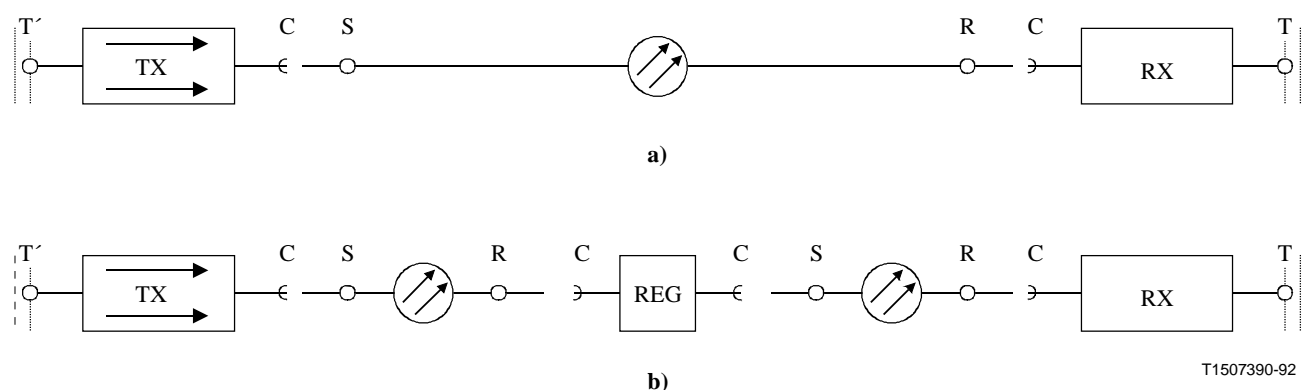 T´ C S R C T
TX RX
a)
T´ C S R C C S R C T
TX REG RX
b)
T1507390-92